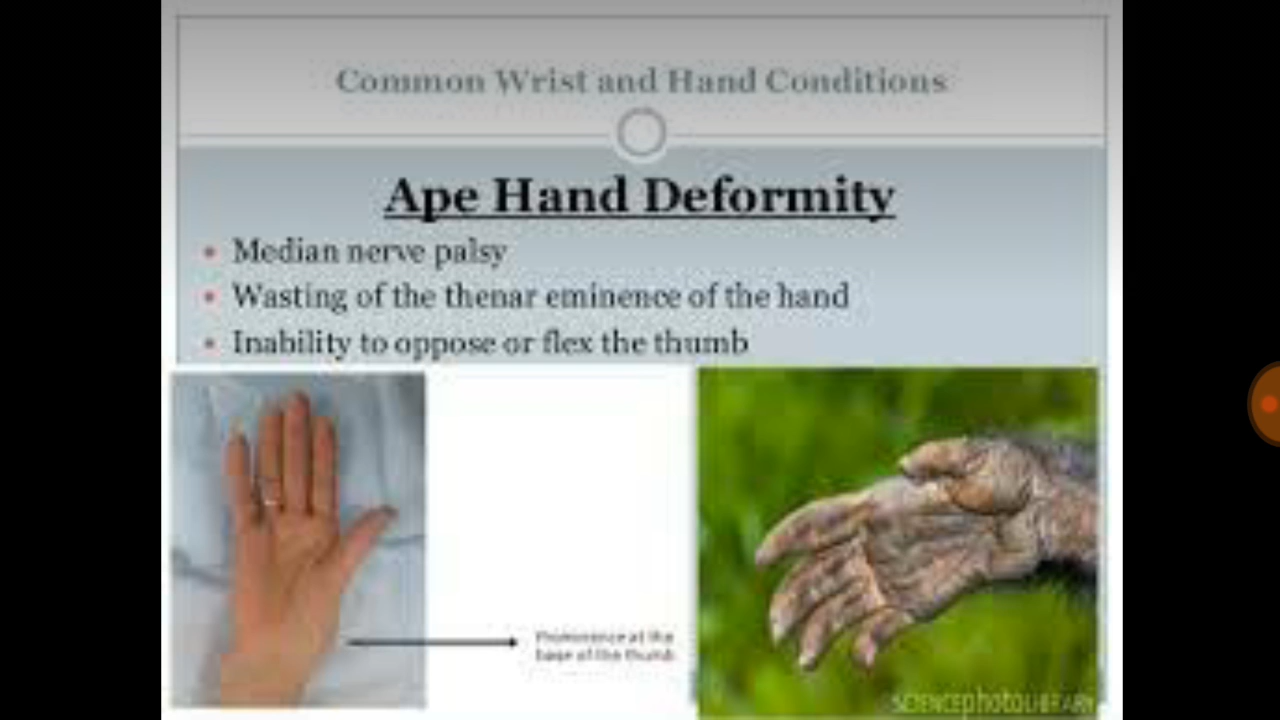 Common Wrist and Hand Conditions
Ape Hand Deformity
• Median nerve palsy
• Wasting of the thenar eminence of the hand
• Inability to oppose or flex the thumb
Prominence at the
base of the thumb
SCIENCEphotoLIBRARY